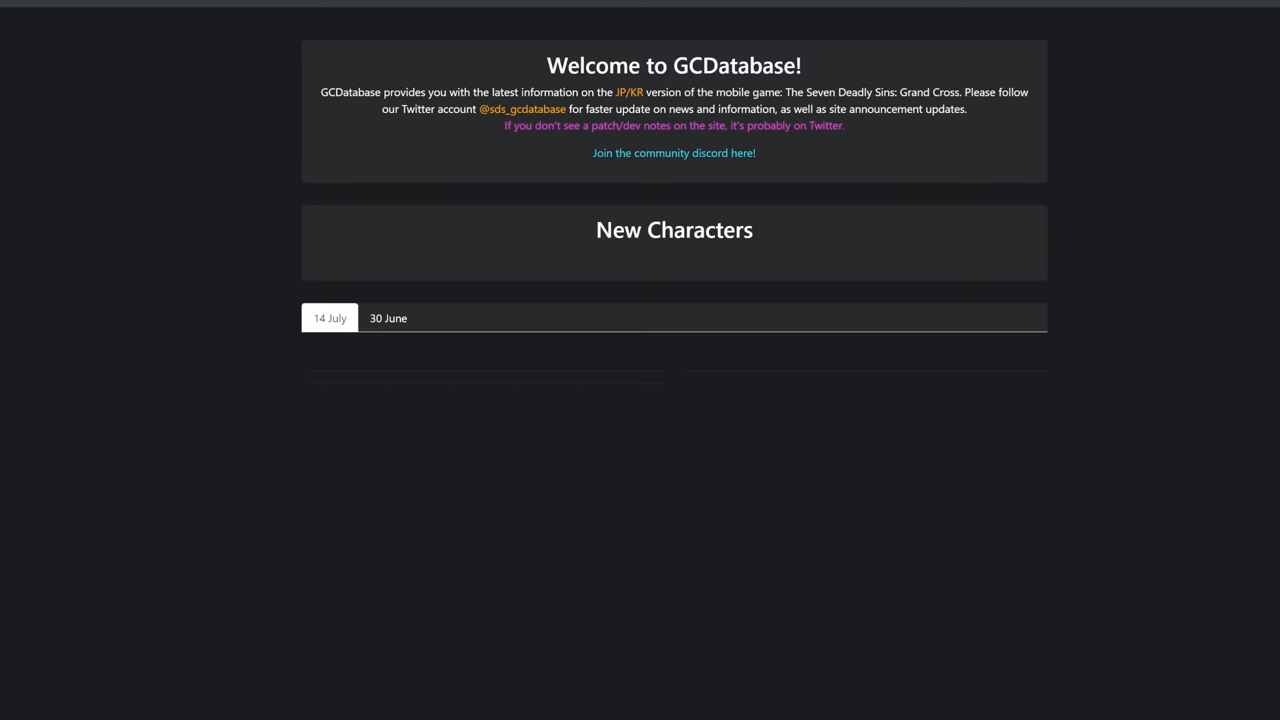 Welcome to GCDatabase!
GCDatabase provides you with the latest information on the JP/KR version of the mobile game: The Seven Deadly Sins: Grand Cross. Please follow
our Twitter account @sds_gcdatabase for faster update on news and information, as well as site announcement updates.
If you don't see a patch/dev notes on the site, it's probably on Twitter.
Join the community discord here!
New Characters
14 July 30 June